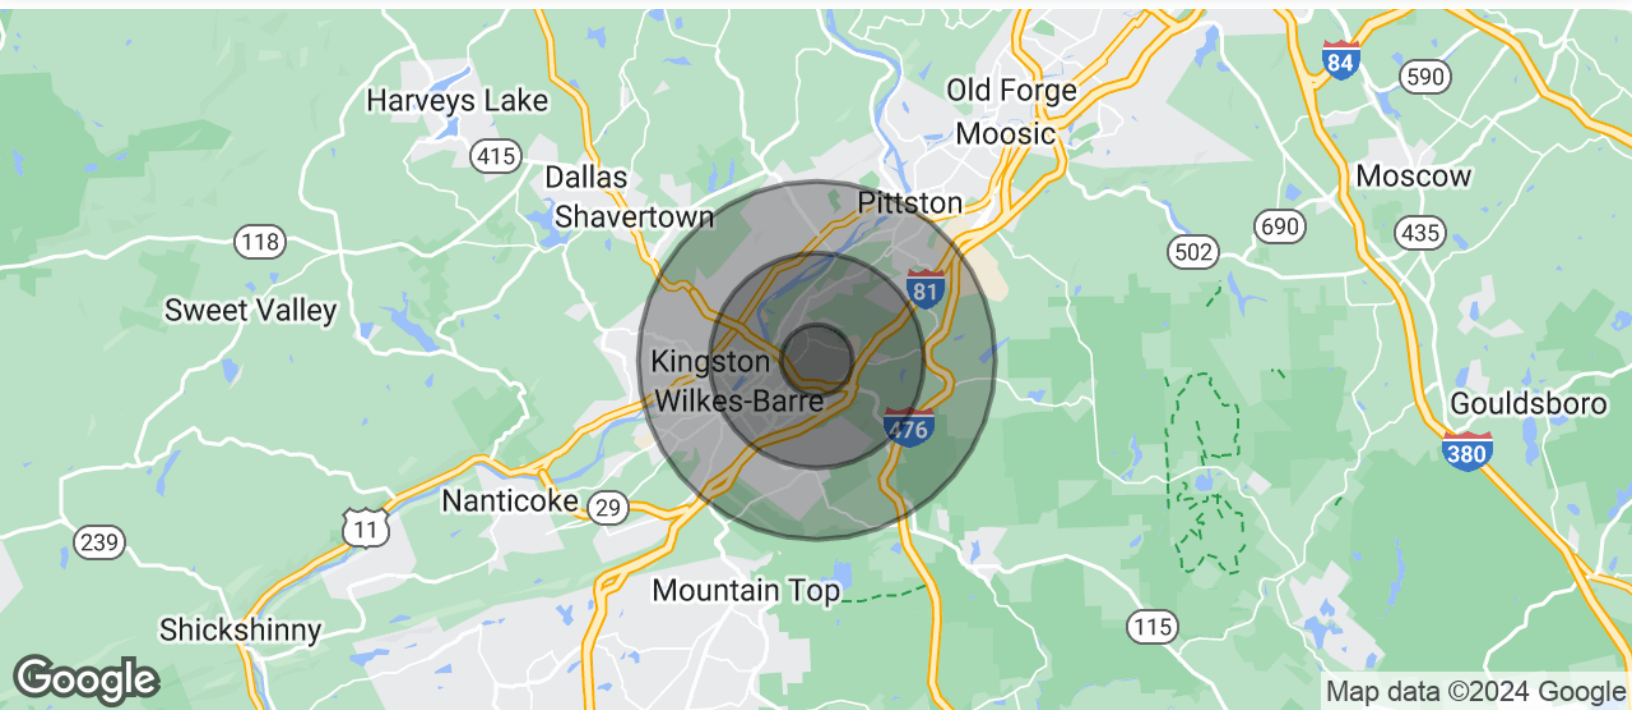 84
590
Old Forge
Harveys Lake
Moosic
415
Dallas
Moscow
Pittston
Shavertown
690
435
118
502
81
Sweet Valley
Kingston
Wilkes-Barre
Gouldsboro
476
380
Nanticoke
29
11
239
Mountain Top
115
Shickshinny
Google
Map data ©2024 Google